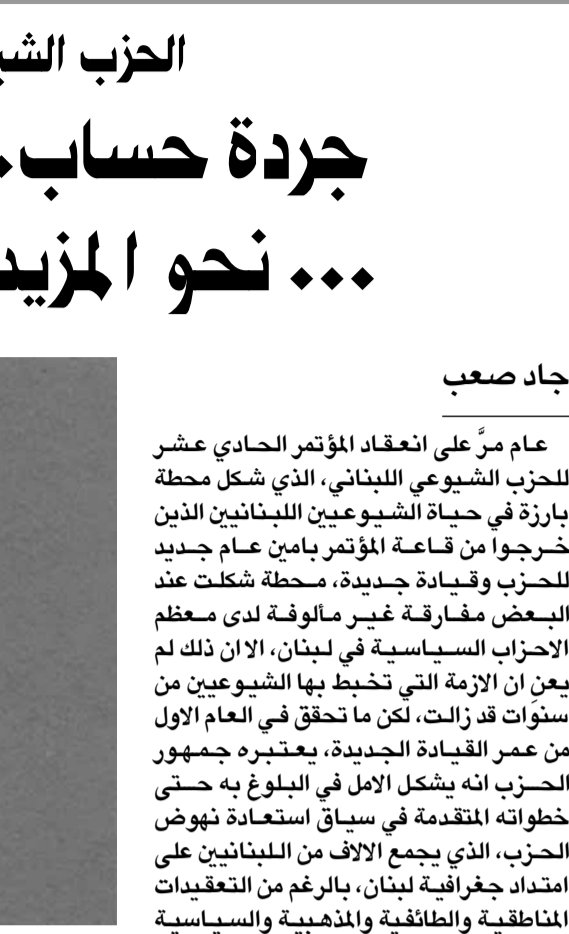 الحزب
جردة حساب
... نحو المزيد
جاد صعب
عام مرَّ على انعقاد المؤتمر الحادي عشر
للحزب الشيوعي اللبناني، الذي شكل محطة
بارزة في حياة الشيوعيين اللبنانيين الذين
خرجوا من قاعة المؤتمر بامين عام جديد
للحزب وقيادة جديدة، محطة شكلت عند
البعض مفارقة غير مألوفة لدى معظم
الاحزاب السياسية في لبنان، الا ان ذلك لم
يعنِ ان الازمة التي تخبط بها الشيوعيين من
سنوات قد زالت، لكن ما تحقق في العام الاول
من عمر القيادة الجديدة، يعتبره جمهور
الحزب انه يشكل الامل في البلوغ به حتى
خطواته المتقدمة في سياق استعادة نهوض
الحزب، الذي يجمع الالاف من اللبنانيين على
امتداد جغرافية لبنان، بالرغم من التعقيدات
المناطقية والطائفية والمذهبية والسياسية